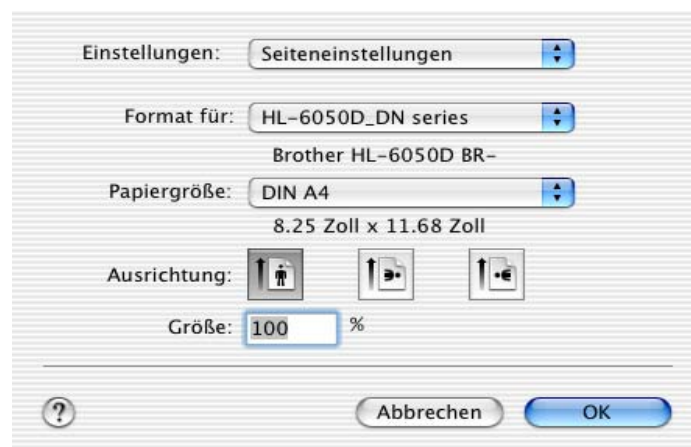 Einstellungen: Seiteneinstellungen
Format für: HL-6050D_DN series
Brother HL-6050D BR-
Papiergröße: DIN A4
8.25 Zoll x 11.68 Zoll
Ausrichtung:
Größe: 100 %
? Abbrechen OK